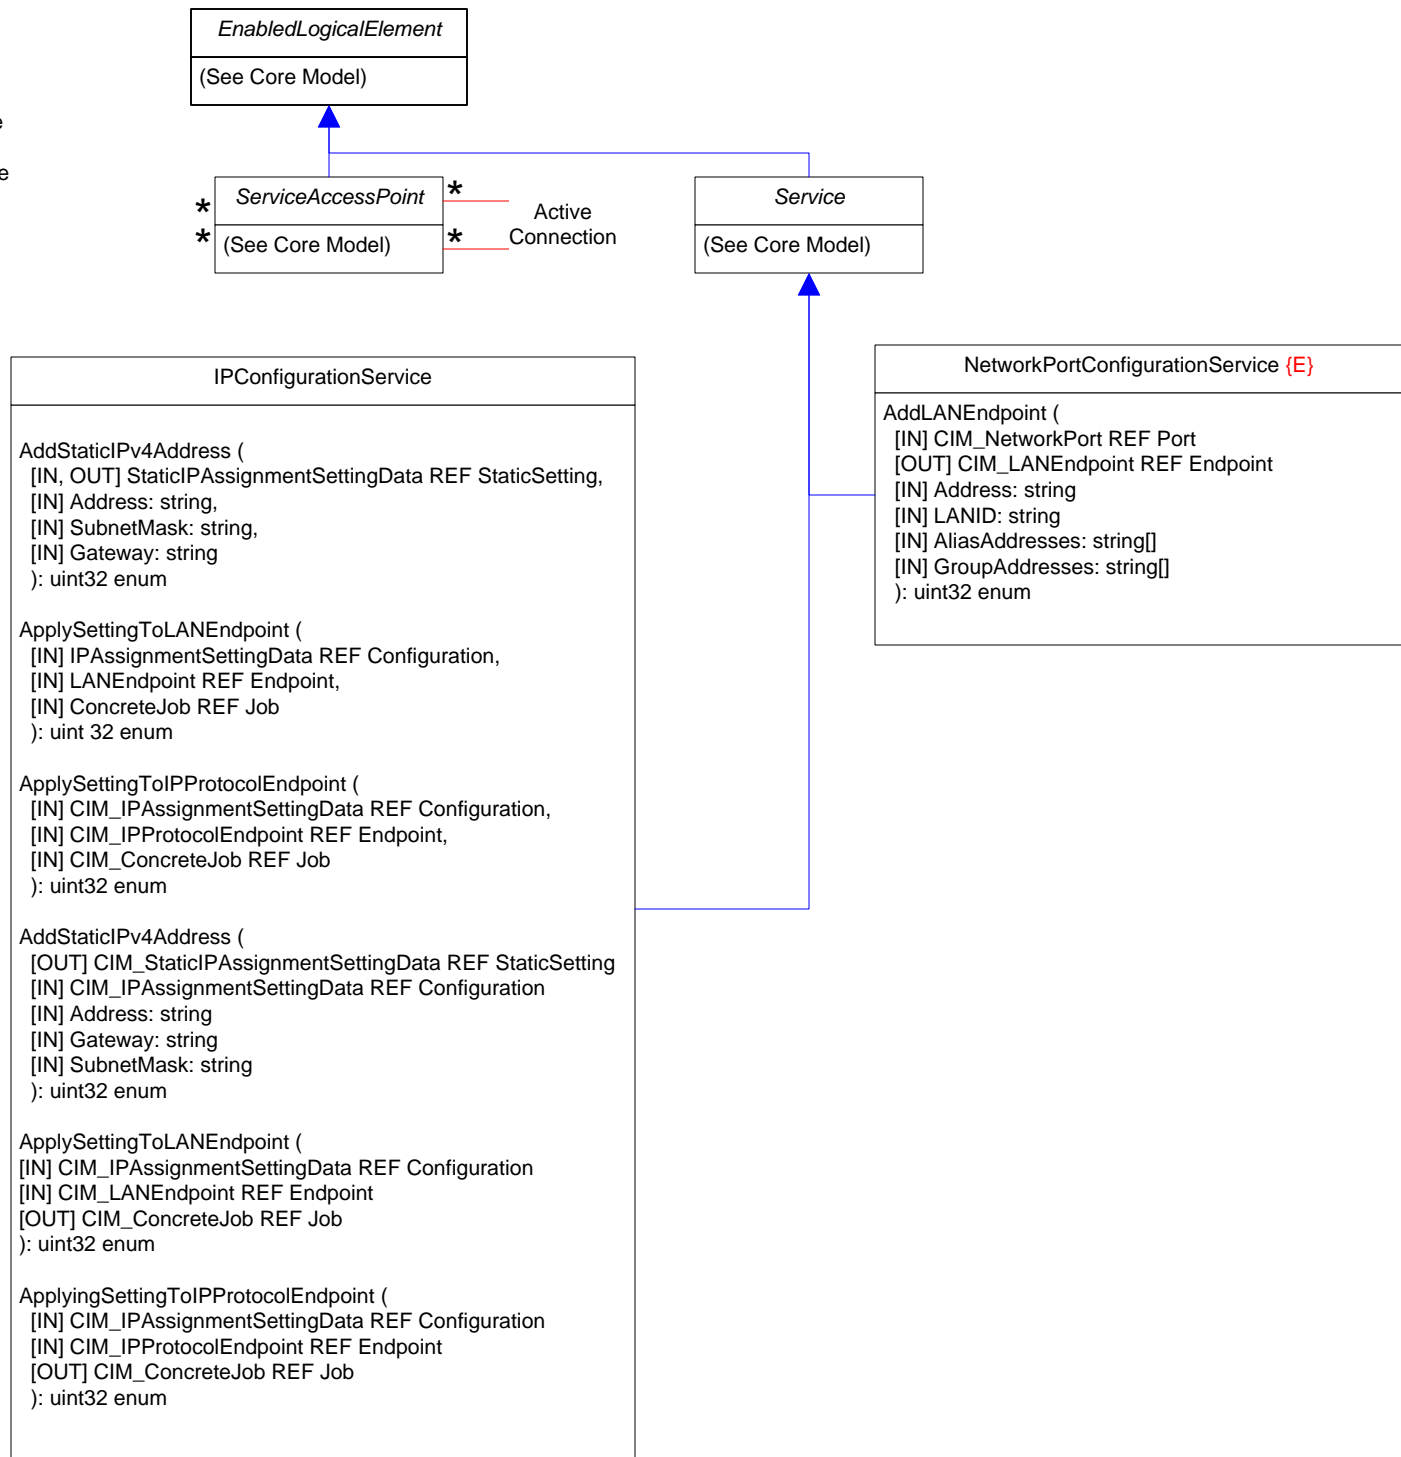 EnabledLogicalElement
(See Core Model)
e
e
*
*
ServiceAccessPoint
(See Core Model)
*
*
Active
Connection
Service
(See Core Model)
IPConfigurationService
AddStaticIPv4Address (
[IN, OUT] StaticIPAssignmentSettingData REF StaticSetting,
[IN] Address: string,
[IN] SubnetMask: string,
[IN] Gateway: string
): uint32 enum
ApplySettingToLANEndpoint (
[IN] IPAssignmentSettingData REF Configuration,
[IN] LANEndpoint REF Endpoint,
[IN] ConcreteJob REF Job
): uint 32 enum
ApplySettingToIPProtocolEndpoint (
[IN] CIM_IPAssignmentSettingData REF Configuration,
[IN] CIM_IPProtocolEndpoint REF Endpoint,
[IN] CIM_ConcreteJob REF Job
): uint32 enum
AddStaticIPv4Address (
[OUT] CIM_StaticIPAssignmentSettingData REF StaticSetting
[IN] CIM_IPAssignmentSettingData REF Configuration
[IN] Address: string
[IN] Gateway: string
[IN] SubnetMask: string
): uint32 enum
ApplySettingToLANEndpoint (
[IN] CIM_IPAssignmentSettingData REF Configuration
[IN] CIM_LANEndpoint REF Endpoint
[OUT] CIM_ConcreteJob REF Job
): uint32 enum
ApplyingSettingToIPProtocolEndpoint (
[IN] CIM_IPAssignmentSettingData REF Configuration
[IN] CIM_IPProtocolEndpoint REF Endpoint
[OUT] CIM_ConcreteJob REF Job
): uint32 enum
NetworkPortConfigurationService {E}
AddLANEndpoint (
[IN] CIM_NetworkPort REF Port
[OUT] CIM_LANEndpoint REF Endpoint
[IN] Address: string
[IN] LANID: string
[IN] AliasAddresses: string[]
[IN] GroupAddresses: string[]
): uint32 enum